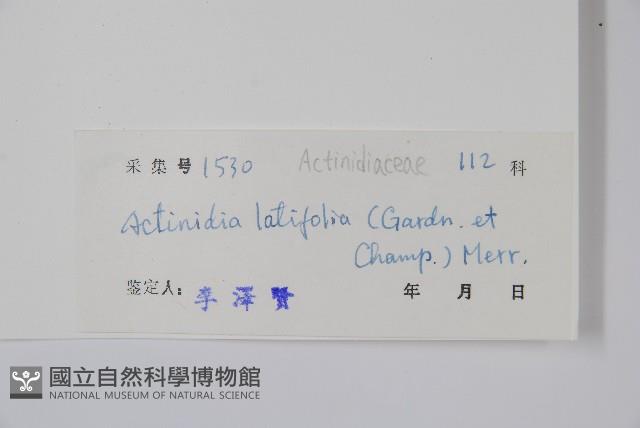 采集号 1530 Actinidiaceae 112 科
Actinidia latifolia (Gardn. et
Champ.) Merr.
鉴定人: 李泽贤 年 月 日
國立自然科學博物館
NATIONAL MUSEUM OF NATURAL SCIENCE